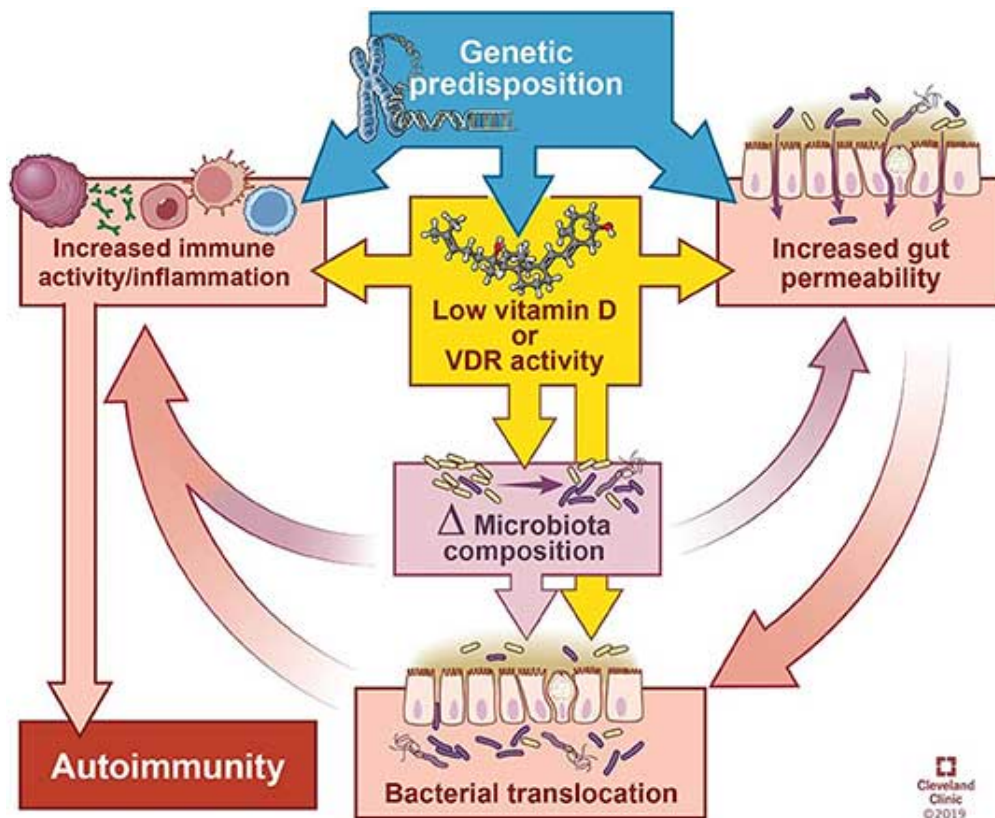 Genetic
predisposition
Increased immune
activity/inflammation
Low vitamin D
or
VDR activity
Increased gut
permeability
Δ Microbiota
composition
Autoimmunity
Bacterial translocation
Cleveland
Clinic
©2019